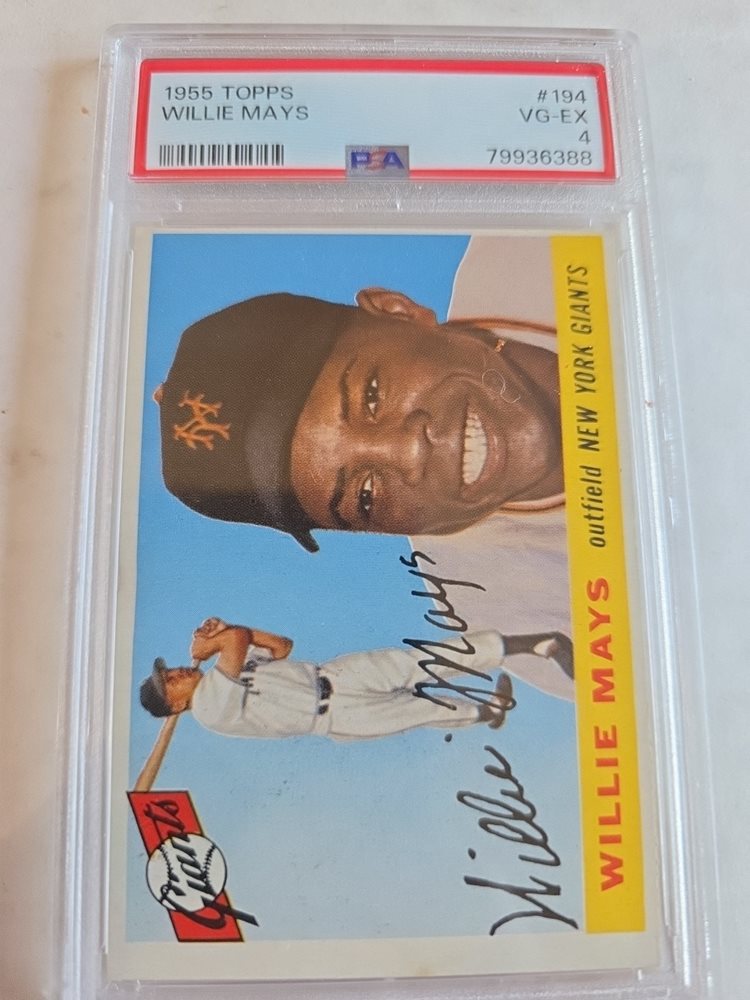 1955 TOPPS #194
WILLIE MAYS VG-EX
4
PSA 79936388
NY
outfield NEW YORK GIANTS
WILLIE MAYS
Willie Mays
Giants